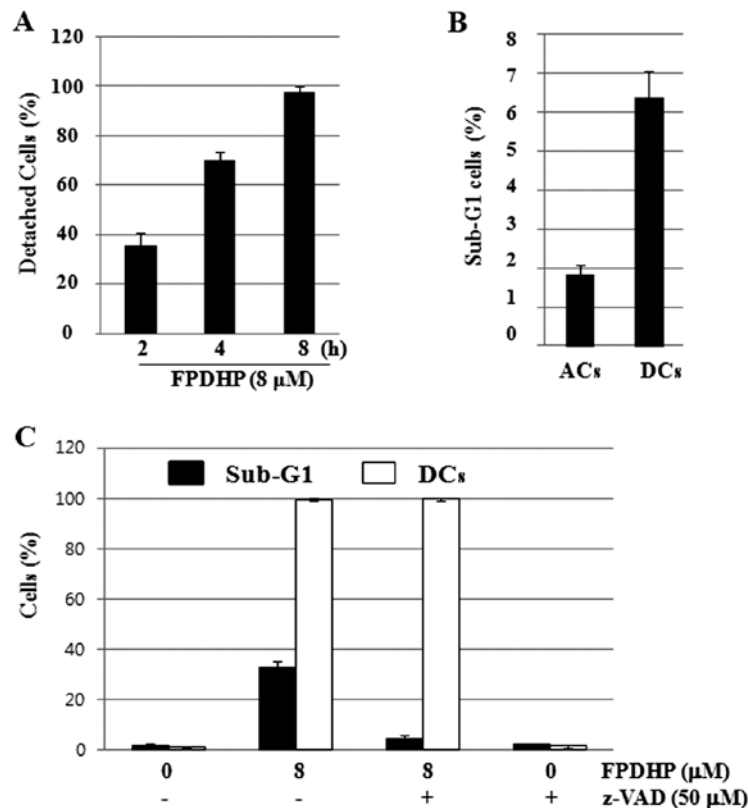 A
Detached Cells (%)
120
100
80
60
40
20
0
2 4 8 (h)
FPDHP (8 μM)
B
Sub-G1 cells (%)
8
7
6
5
4
3
2
1
0
ACs DCs
C
Cells (%)
120
100
80
60
40
20
0
Sub-G1 DCs
0 8 8 0 FPDHP (μM)
- - + + z-VAD (50 μM)